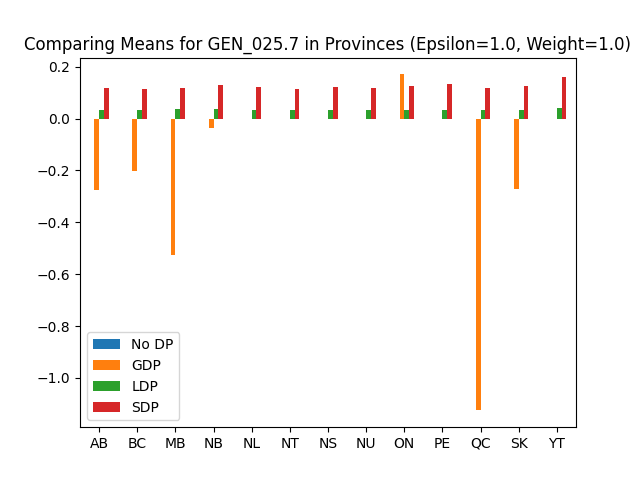 Comparing Means for GEN_025.7 in Provinces (Epsilon=1.0, Weight=1.0)
0.2
0.0
−0.2
−0.4
−0.6
−0.8
−1.0
No DP
GDP
LDP
SDP
AB BC MB NB NL NT NS NU ON PE QC SK YT